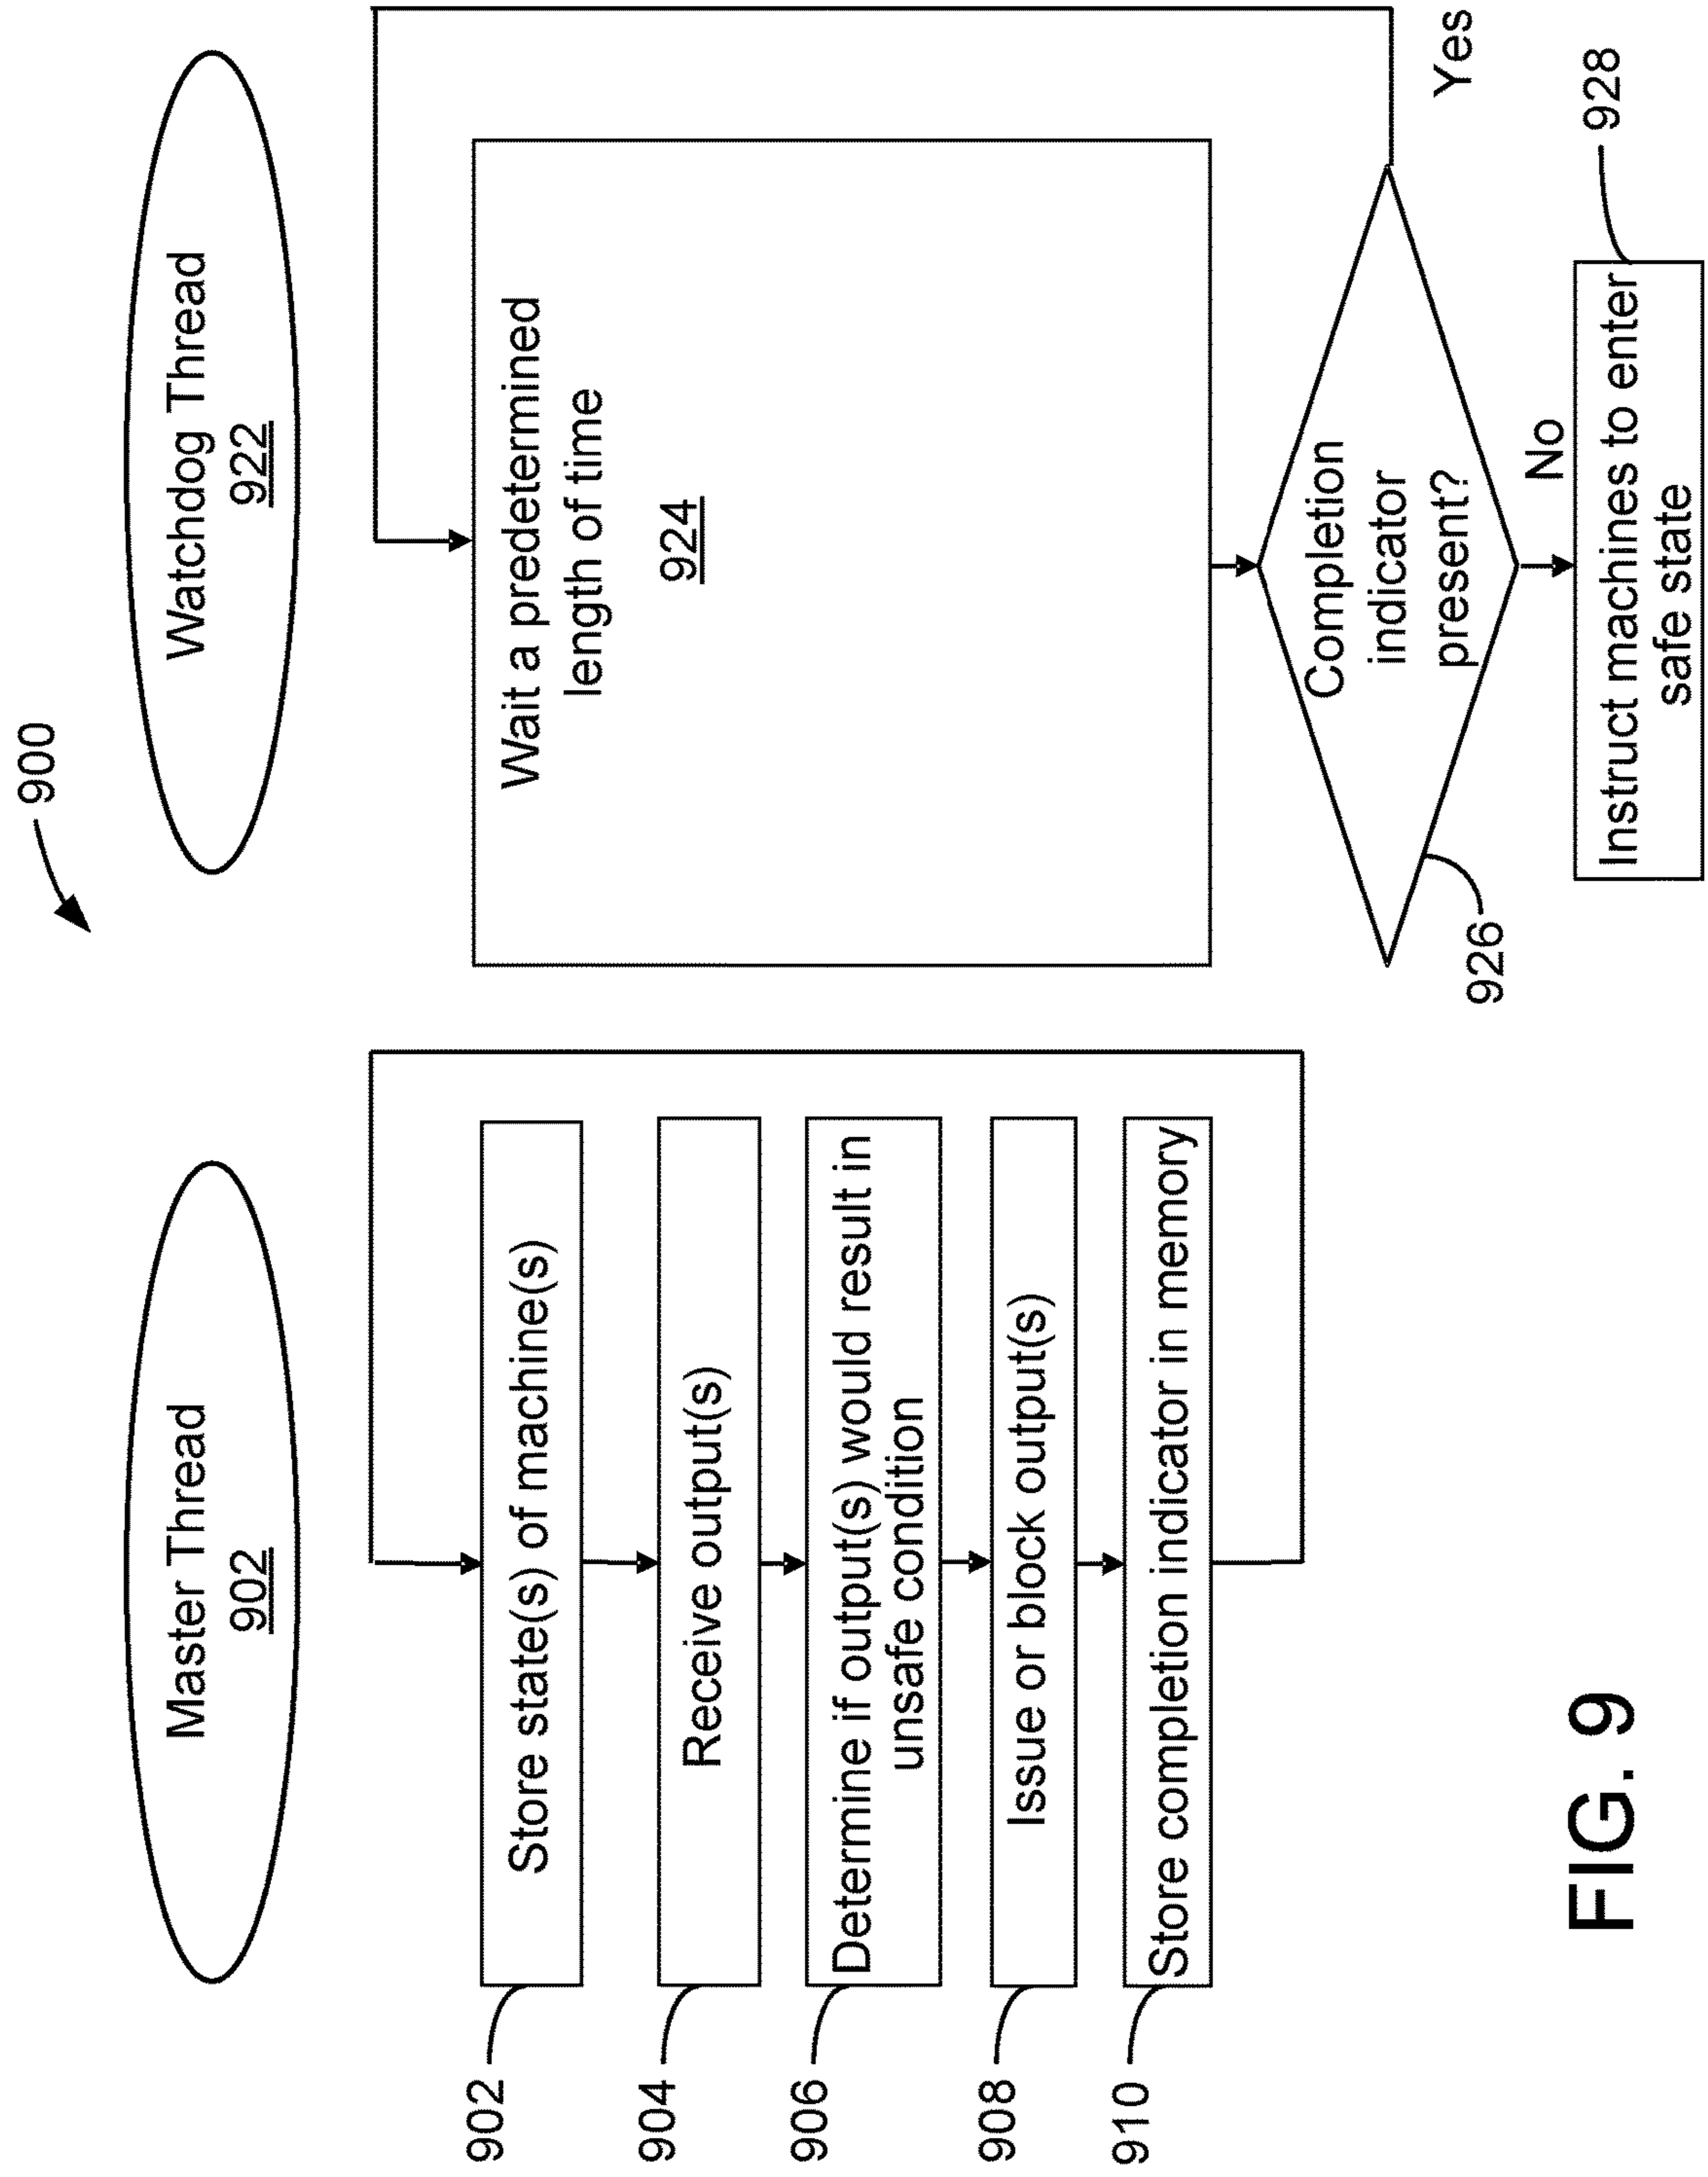 900
Master Thread
902
902
Store state(s) of machine(s)
904
Receive output(s)
906
Determine if output(s) would result in
unsafe condition
908
Issue or block output(s)
910
Store completion indicator in memory
Watchdog Thread
922
Wait a predetermined
length of time
924
Completion
indicator
present?
926
Yes
No
928
Instruct machines to enter
safe state
FIG. 9